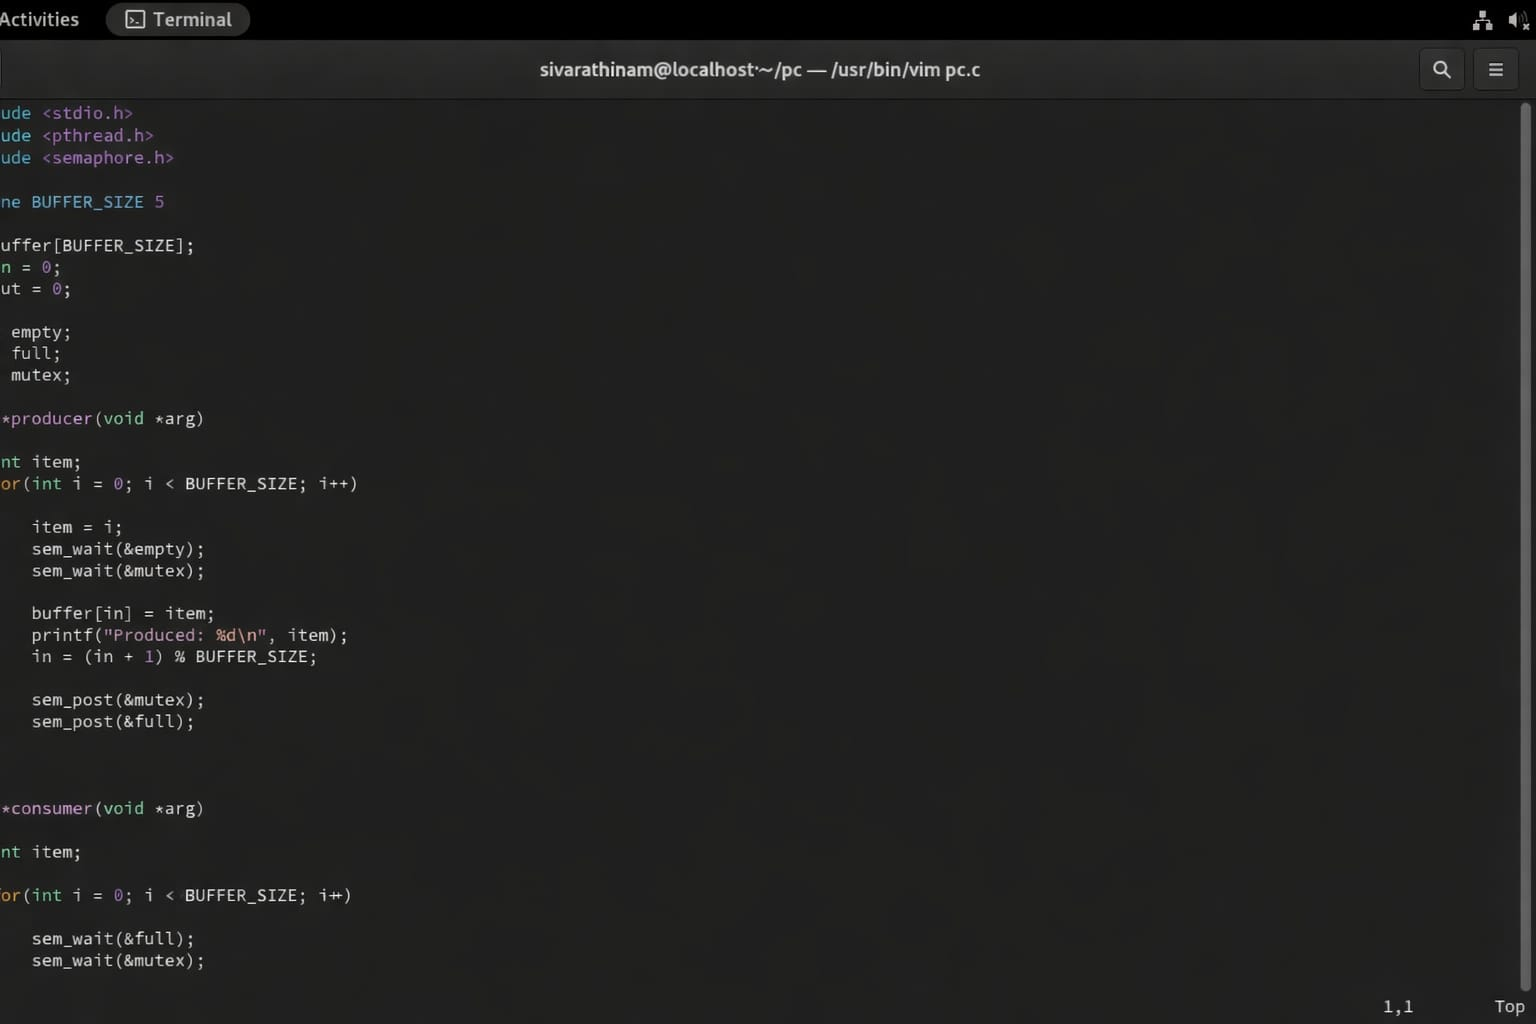 Activities
Terminal
sivarathinam@localhost:~/pc — /usr/bin/vim pc.c
ude <stdio.h>
ude <pthread.h>
ude <semaphore.h>
ne BUFFER_SIZE 5
uffer[BUFFER_SIZE];
n = 0;
ut = 0;
empty;
full;
mutex;
*producer(void *arg)
nt item;
or(int i = 0; i < BUFFER_SIZE; i++)
item = i;
sem_wait(&empty);
sem_wait(&mutex);
buffer[in] = item;
printf("Produced: %d\n", item);
in = (in + 1) % BUFFER_SIZE;
sem_post(&mutex);
sem_post(&full);
*consumer(void *arg)
nt item;
for(int i = 0; i < BUFFER_SIZE; i++)
sem_wait(&full);
sem_wait(&mutex);
1,1 Top